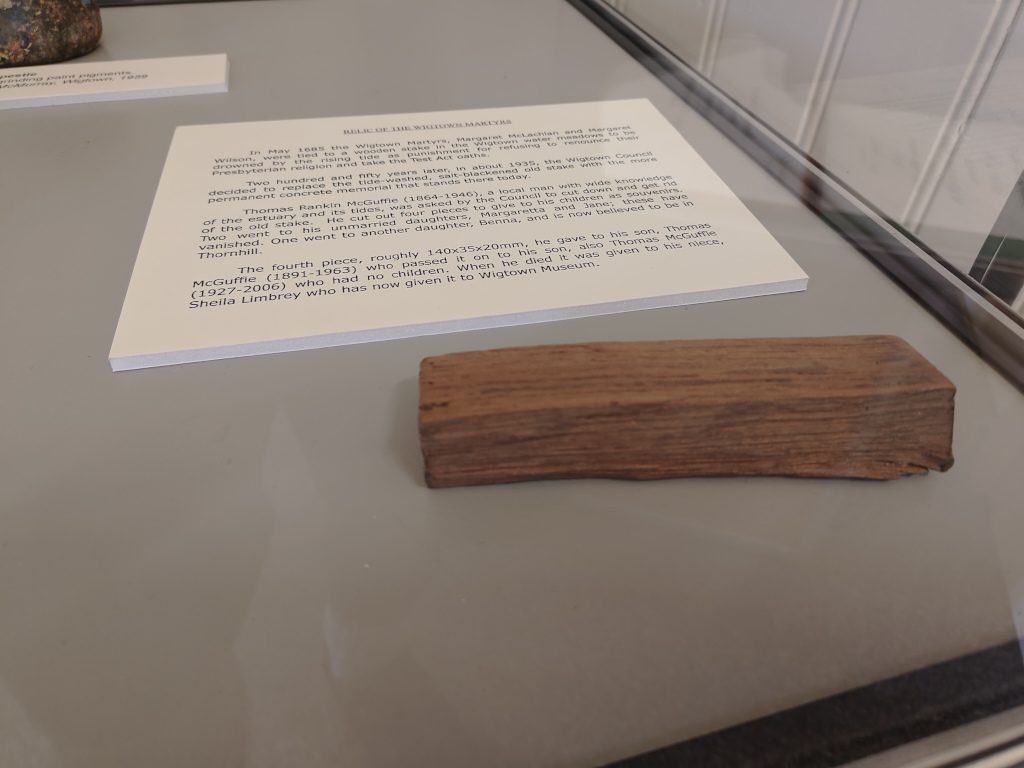 pestle
grinding paint pigments
McMurray, Wigtown, 1989
RELIC OF THE WIGTOWN MARTYRS
In May 1685 the Wigtown Martyrs, Margaret McLachlan and Margaret
Wilson, were tied to a wooden stake in the Wigtown water meadows to be
drowned by the rising tide as punishment for refusing to renounce their
Presbyterian religion and take the Test Act oaths.
Two hundred and fifty years later, in about 1935, the Wigtown Council
decided to replace the tide-washed, salt-blackened old stake with the more
permanent concrete memorial that stands there today.
Thomas Rankin McGuffie (1864-1946), a local man with wide knowledge
of the estuary and its tides, was asked by the Council to cut down and get rid
of the old stake. He cut out four pieces to give to his children as souvenirs.
Two went to his unmarried daughters, Margaretta and Jane; these have
vanished. One went to another daughter, Benna, and is now believed to be in
Thornhill.
The fourth piece, roughly 140x35x20mm, he gave to his son, Thomas
McGuffie (1891-1963) who passed it on to his son, also Thomas McGuffie
(1927-2006) who had no children. When he died it was given to his niece,
Sheila Limbrey who has now given it to Wigtown Museum.